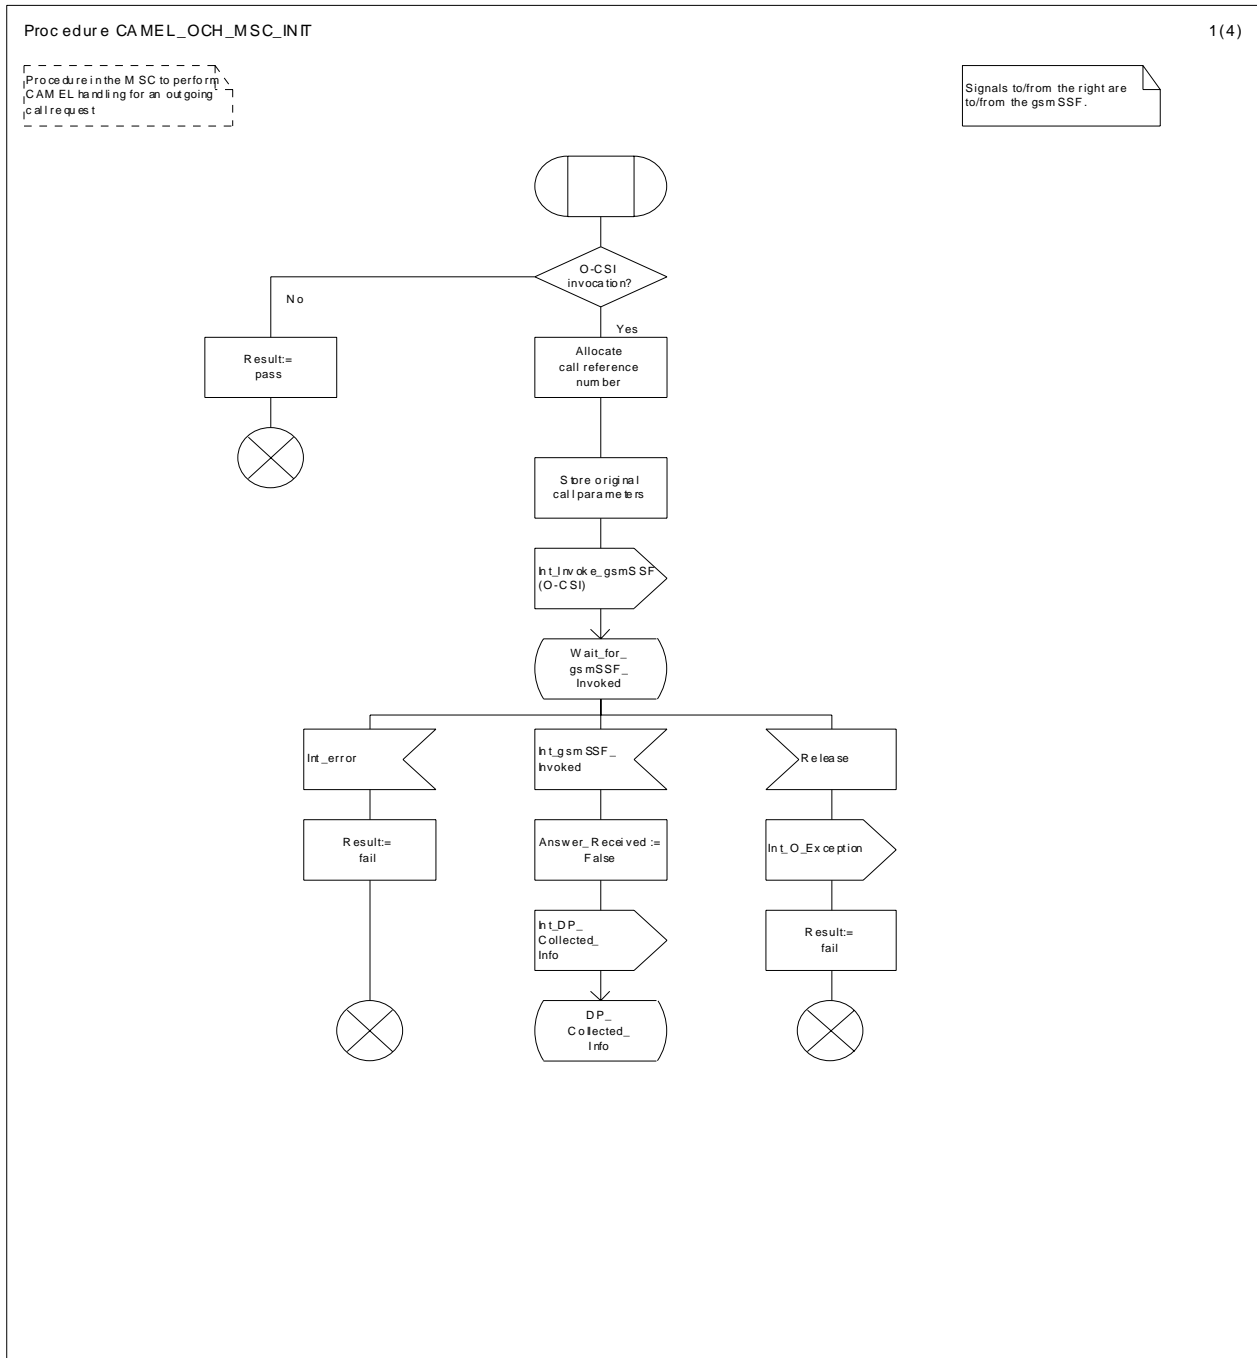 Procedure CAMEL_OCH_MSC_INIT
1(4)
Procedure in the MSC to perform
CAMEL handling for an outgoing
call request
Signals to/from the right are
to/from the gsmSSF.
O-CSI
invocation?
No
Yes
Result:=
pass
Allocate
call reference
number
Store original
call parameters
Int_Invoke_gsmSSF
(O-CSI)
Wait_for_
gsmSSF_
Invoked
Int_error
Int_gsmSSF_
Invoked
Release
Result:=
fail
Answer_Received :=
False
Int_O_Exception
Int_DP_
Collected_
Info
Result:=
fail
DP_
Collected_
Info